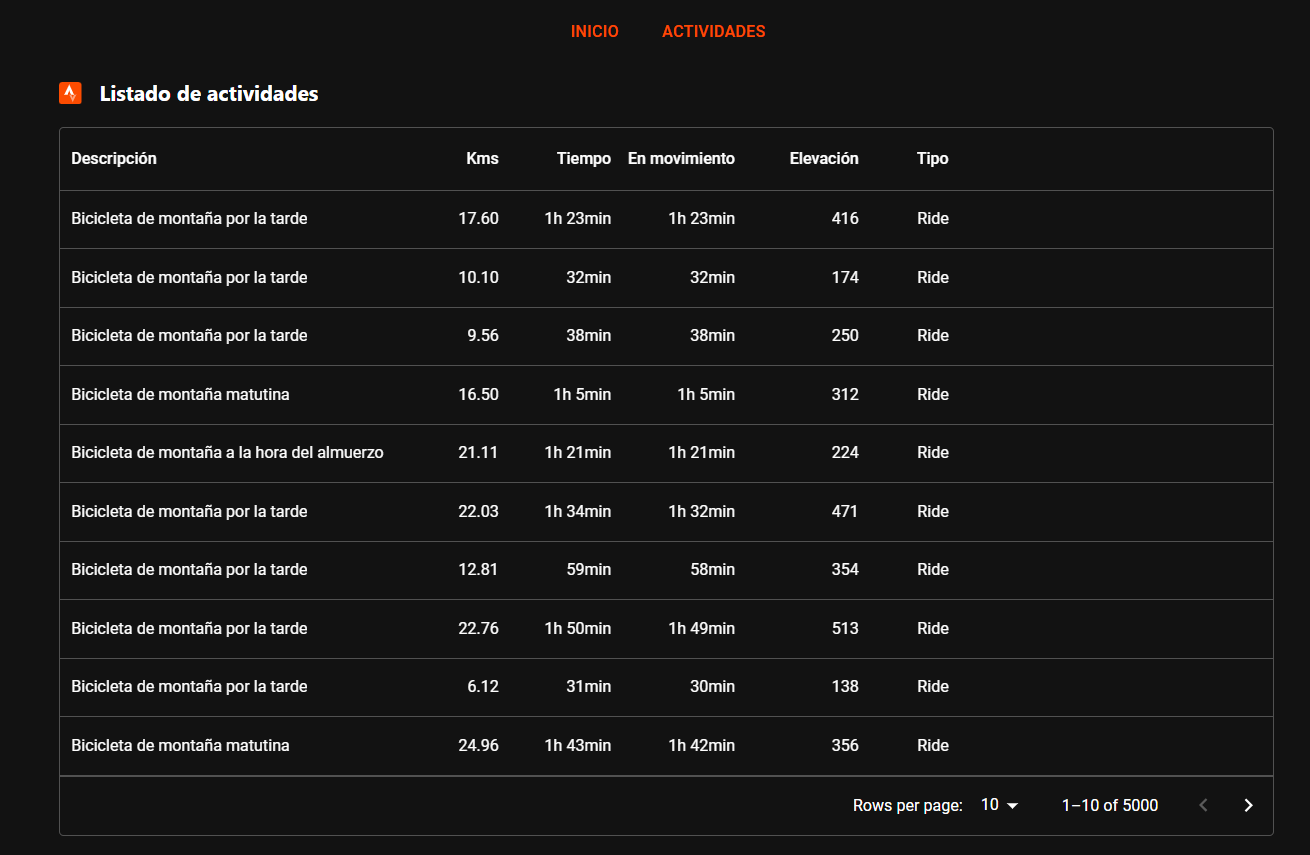 INICIO ACTIVIDADES
Listado de actividades
Descripción Kms Tiempo En movimiento Elevación Tipo
Bicicleta de montaña por la tarde 17.60 1h 23min 1h 23min 416 Ride
Bicicleta de montaña por la tarde 10.10 32min 32min 174 Ride
Bicicleta de montaña por la tarde 9.56 38min 38min 250 Ride
Bicicleta de montaña matutina 16.50 1h 5min 1h 5min 312 Ride
Bicicleta de montaña a la hora del almuerzo 21.11 1h 21min 1h 21min 224 Ride
Bicicleta de montaña por la tarde 22.03 1h 34min 1h 32min 471 Ride
Bicicleta de montaña por la tarde 12.81 59min 58min 354 Ride
Bicicleta de montaña por la tarde 22.76 1h 50min 1h 49min 513 Ride
Bicicleta de montaña por la tarde 6.12 31min 30min 138 Ride
Bicicleta de montaña matutina 24.96 1h 43min 1h 42min 356 Ride
Rows per page: 10 1–10 of 5000